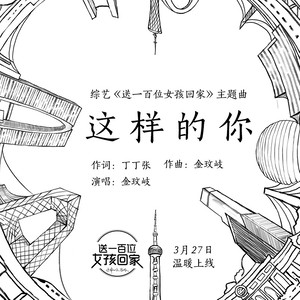 综艺《送一百位女孩回家》主题曲
这样的你
作词：丁丁张 作曲：金玟岐
演唱：金玟岐
送一百位
女孩回家
3月27日
温暖上线